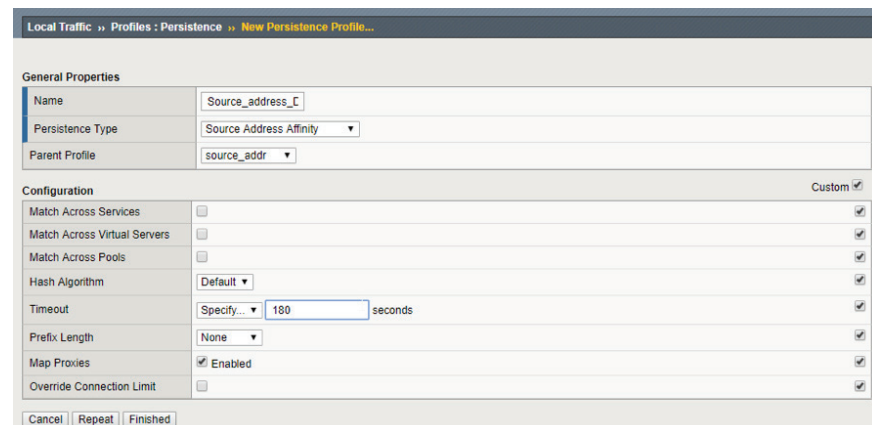 Local Traffic ›› Profiles : Persistence ›› New Persistence Profile...
General Properties
Name Source_address_D
Persistence Type Source Address Affinity
Parent Profile source_addr
Configuration Custom
Match Across Services
Match Across Virtual Servers
Match Across Pools
Hash Algorithm Default
Timeout Specify... 180 seconds
Prefix Length None
Map Proxies Enabled
Override Connection Limit
Cancel Repeat Finished